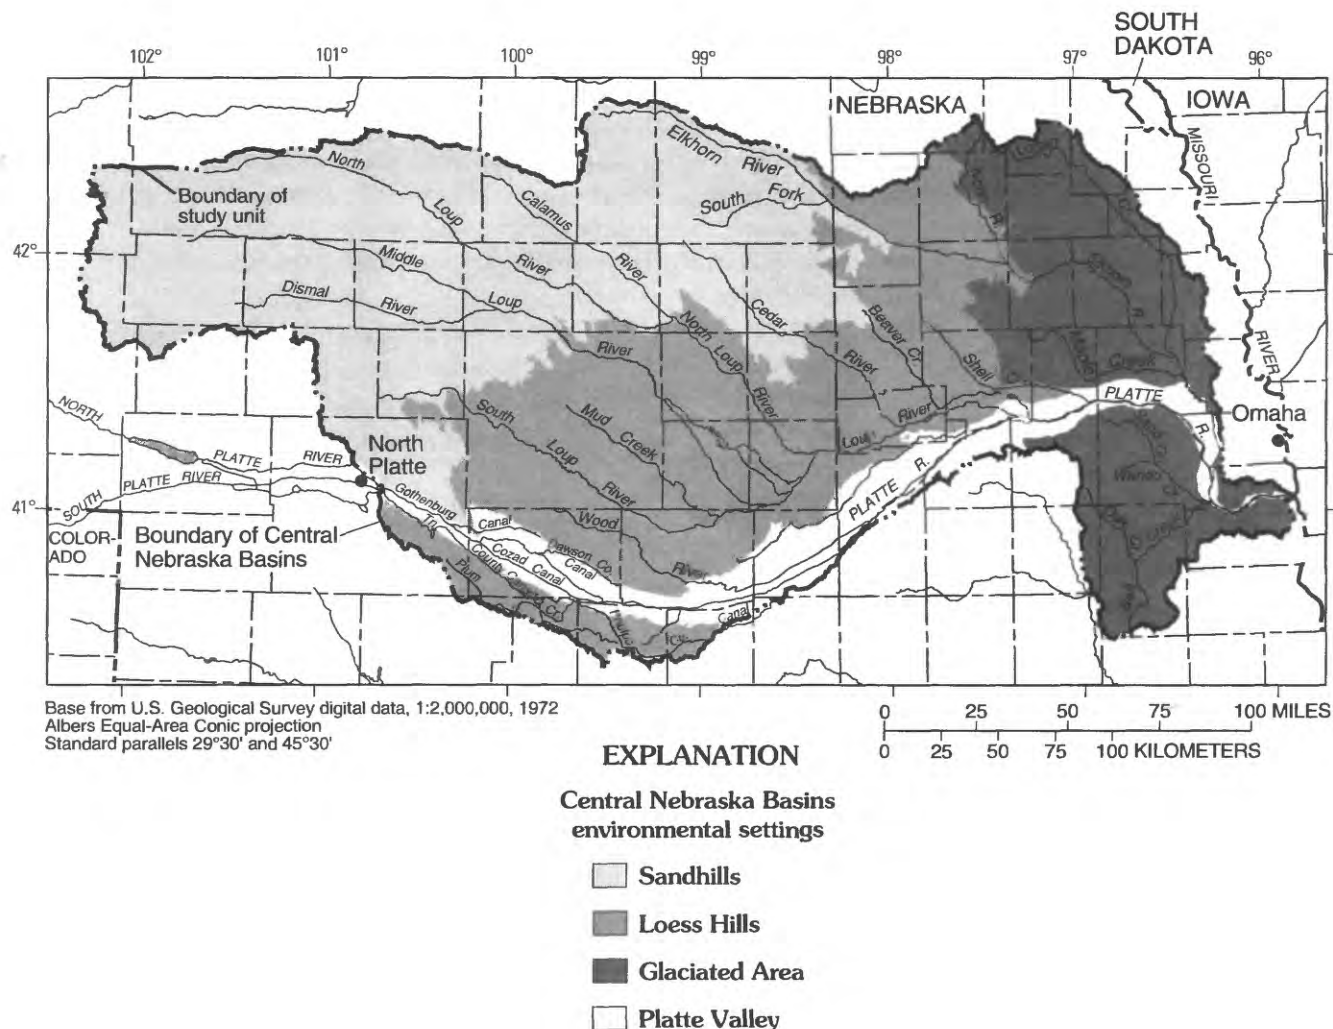 SOUTH
DAKOTA
102°
101°
100°
99°
98°
97°
96°
NEBRASKA
IOWA
MISSOURI
RIVER
Boundary of
study unit
North
Loup
River
Calamus
River
Elkhorn
River
South
Fork
42°
Middle
Loup
River
Dismal
River
Cedar
River
Beaver Cr.
Shell
Creek
North
Loup
River
Maple
R.
PLATTE
R.
Omaha
NORTH
PLATTE
RIVER
North
Platte
South
Loup
River
Mud
Creek
Loup
River
41°
SOUTH
PLATTE
RIVER
COLOR-
ADO
Boundary of Central
Nebraska Basins
Gothenburg
Canal
Cozad
Canal
Dawson Co.
Canal
Wood
River
PLATTE
R.
Tri
County
Plum
Canal
Base from U.S. Geological Survey digital data, 1:2,000,000, 1972
Albers Equal-Area Conic projection
Standard parallels 29°30' and 45°30'
0 25 50 75 100 MILES
0 25 50 75 100 KILOMETERS
EXPLANATION
Central Nebraska Basins
environmental settings
Sandhills
Loess Hills
Glaciated Area
Platte Valley